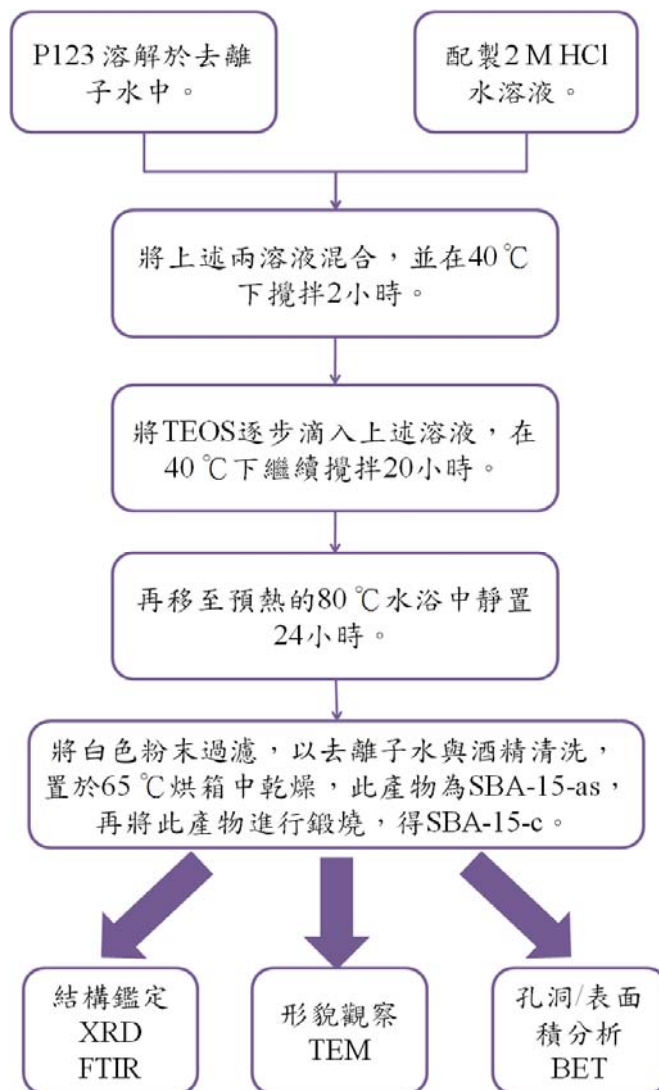 P123 溶解於去離
子水中。
配製2 M HCl
水溶液。
將上述兩溶液混合，並在40℃
下攪拌2小時。
將TEOS逐步滴入上述溶液，在
40℃下繼續攪拌20小時。
再移至預熱的80℃水浴中靜置
24小時。
將白色粉末過濾，以去離子水與酒精清洗，
置於65℃烘箱中乾燥，此產物為SBA-15-as，
再將此產物進行鍛燒，得SBA-15-c。
結構鑑定
XRD
FTIR
形貌觀察
TEM
孔洞/表面
積分析
BET